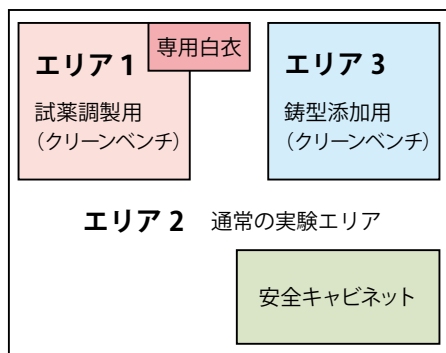 エリア 1
専用白衣
試薬調製用
（クリーンベンチ）
エリア 3
鋳型添加用
（クリーンベンチ）
エリア 2 通常の実験エリア
安全キャビネット